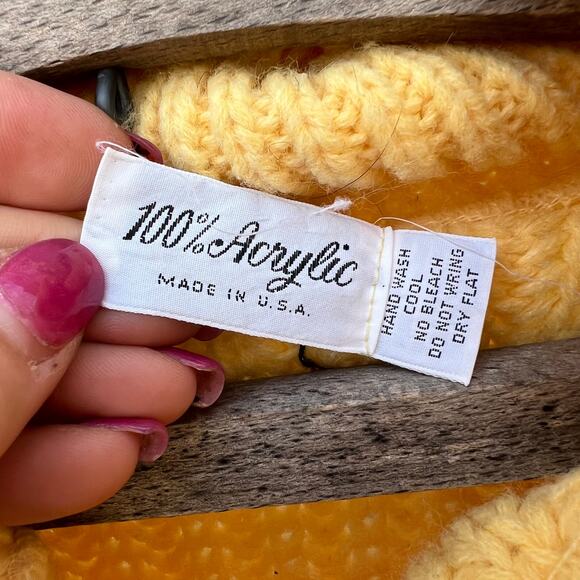 100% Acrylic
MADE IN U.S.A.
HAND WASH
COOL
NO BLEACH
DO NOT WRING
DRY FLAT